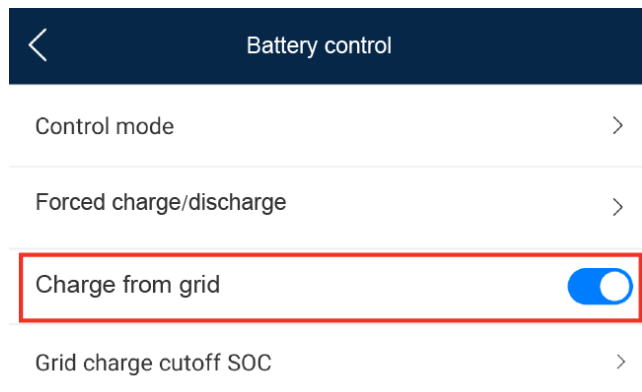 Battery control
Control mode
Forced charge/discharge
Charge from grid
Grid charge cutoff SOC